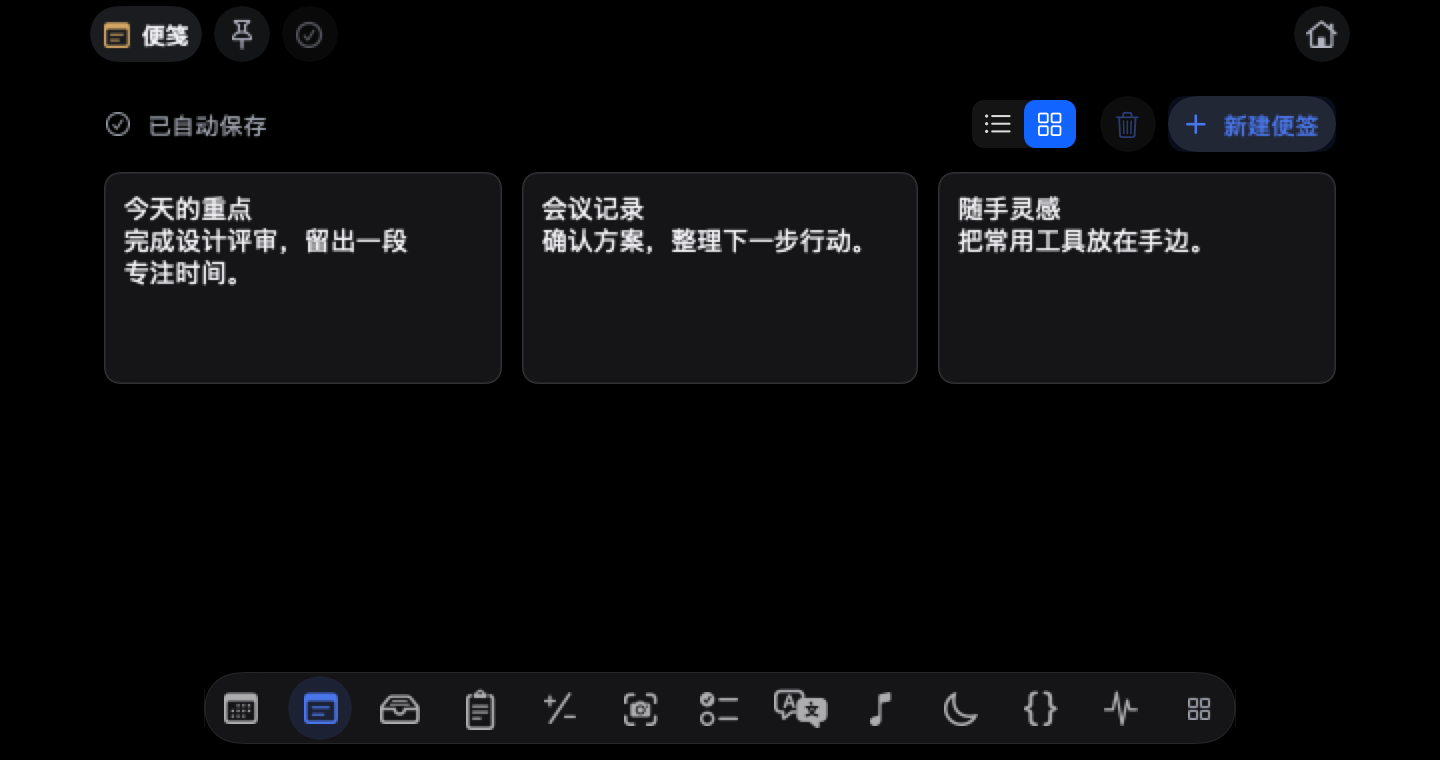 便笺
已自动保存
新建便签
今天的重点
完成设计评审，留出一段
专注时间。
会议记录
确认方案，整理下一步行动。
随手灵感
把常用工具放在手边。
A
文